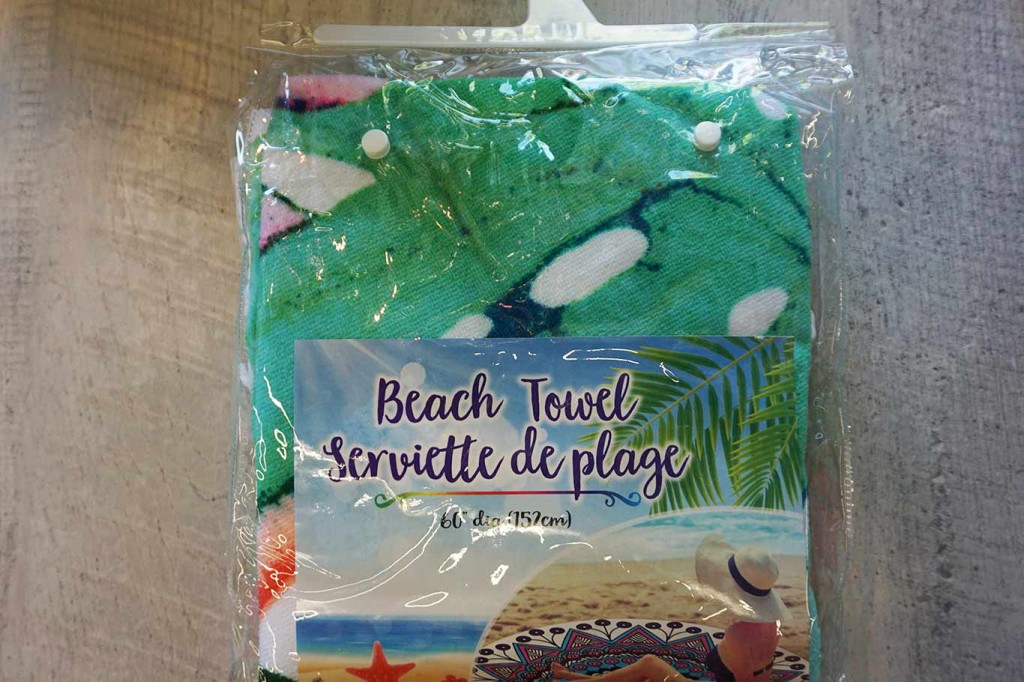 Beach Towel
Serviette de plage
60" dia (152cm)